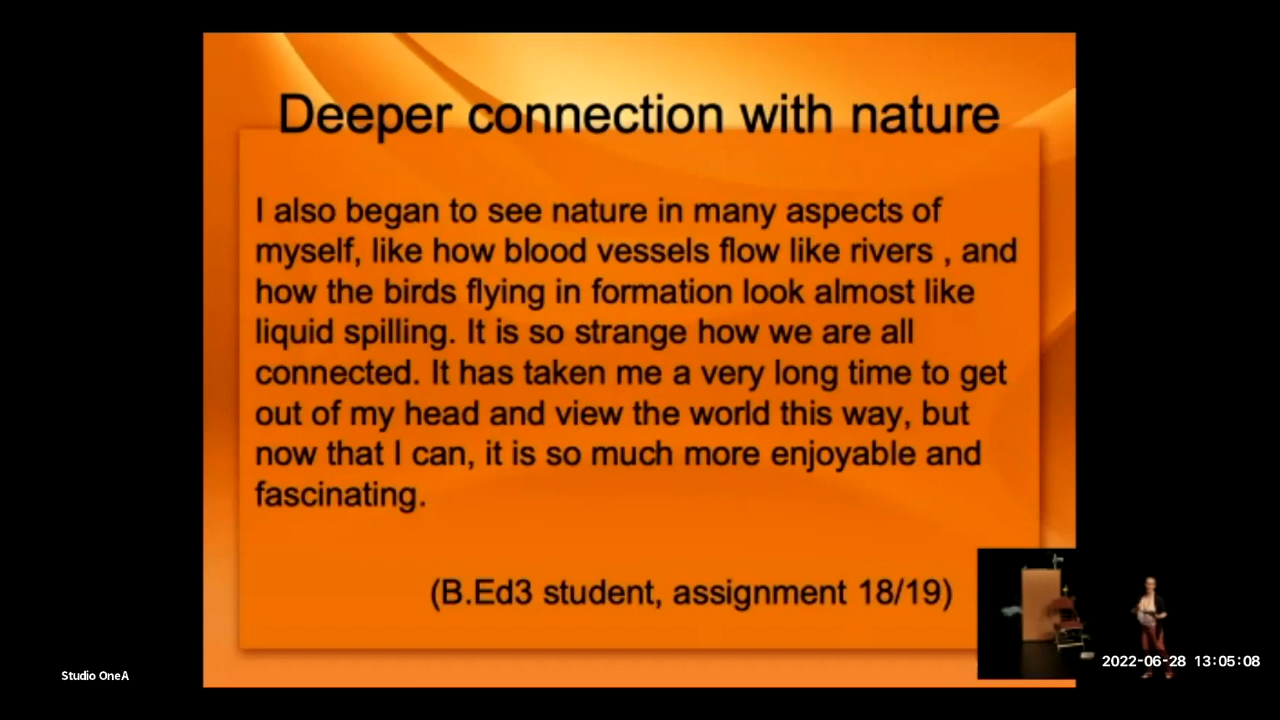 Deeper connection with nature
I also began to see nature in many aspects of
myself, like how blood vessels flow like rivers , and
how the birds flying in formation look almost like
liquid spilling. It is so strange how we are all
connected. It has taken me a very long time to get
out of my head and view the world this way, but
now that I can, it is so much more enjoyable and
fascinating.
(B.Ed3 student, assignment 18/19)
Studio OneA
2022-06-28 13:05:08